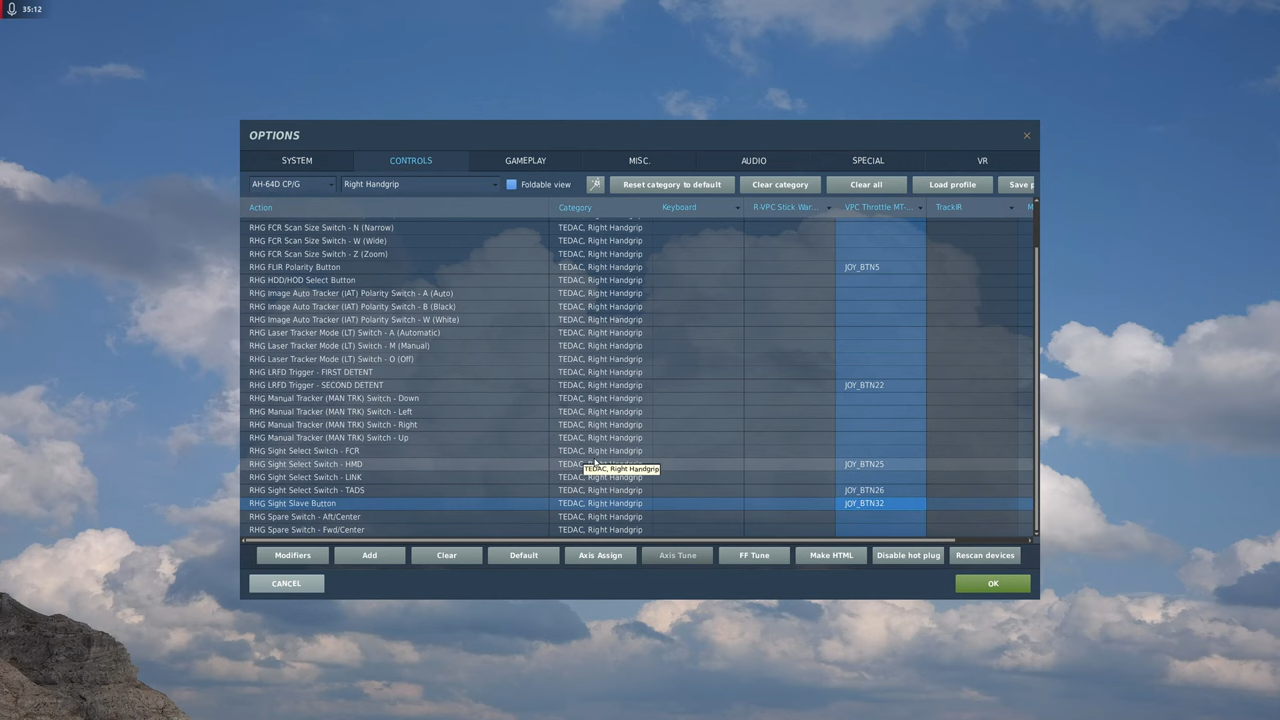 35:12
OPTIONS ×
SYSTEM CONTROLS GAMEPLAY MISC. AUDIO SPECIAL VR
AH-64D CP/G Right Handgrip Foldable view Reset category to default Clear category Clear all Load profile Save p
Action Category Keyboard R-VPC Stick War... VPC Throttle MT-... TrackIR M
RHG FCR Scan Size Switch - N (Narrow) TEDAC, Right Handgrip
RHG FCR Scan Size Switch - W (Wide) TEDAC, Right Handgrip
RHG FCR Scan Size Switch - Z (Zoom) TEDAC, Right Handgrip
RHG FLIR Polarity Button TEDAC, Right Handgrip JOY_BTN5
RHG HDD/HOD Select Button TEDAC, Right Handgrip
RHG Image Auto Tracker (IAT) Polarity Switch - A (Auto) TEDAC, Right Handgrip
RHG Image Auto Tracker (IAT) Polarity Switch - B (Black) TEDAC, Right Handgrip
RHG Image Auto Tracker (IAT) Polarity Switch - W (White) TEDAC, Right Handgrip
RHG Laser Tracker Mode (LT) Switch - A (Automatic) TEDAC, Right Handgrip
RHG Laser Tracker Mode (LT) Switch - M (Manual) TEDAC, Right Handgrip
RHG Laser Tracker Mode (LT) Switch - O (Off) TEDAC, Right Handgrip
RHG LRFD Trigger - FIRST DETENT TEDAC, Right Handgrip
RHG LRFD Trigger - SECOND DETENT TEDAC, Right Handgrip JOY_BTN22
RHG Manual Tracker (MAN TRK) Switch - Down TEDAC, Right Handgrip
RHG Manual Tracker (MAN TRK) Switch - Left TEDAC, Right Handgrip
RHG Manual Tracker (MAN TRK) Switch - Right TEDAC, Right Handgrip
RHG Manual Tracker (MAN TRK) Switch - Up TEDAC, Right Handgrip
RHG Sight Select Switch - FCR TEDAC, Right Handgrip
RHG Sight Select Switch - HMD TEDAC, Right Handgrip JOY_BTN25
TEDAC, Right Handgrip
RHG Sight Select Switch - LINK TEDAC, Right Handgrip
RHG Sight Select Switch - TADS TEDAC, Right Handgrip JOY_BTN26
RHG Sight Slave Button TEDAC, Right Handgrip JOY_BTN32
RHG Spare Switch - Aft/Center TEDAC, Right Handgrip
RHG Spare Switch - Fwd/Center TEDAC, Right Handgrip
Modifiers Add Clear Default Axis Assign Axis Tune FF Tune Make HTML Disable hot plug Rescan devices
CANCEL OK